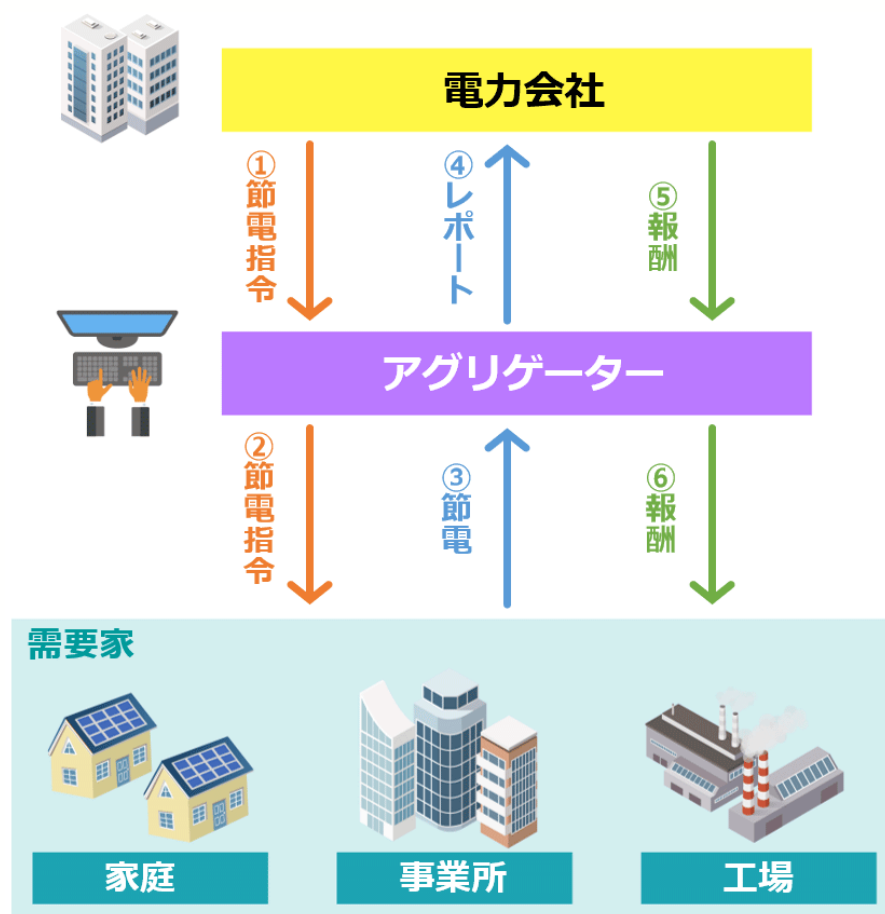 電力会社
①節電指令
④レポート
⑤報酬
アグリゲーター
②節電指令
③節電
⑥報酬
需要家
家庭
事業所
工場